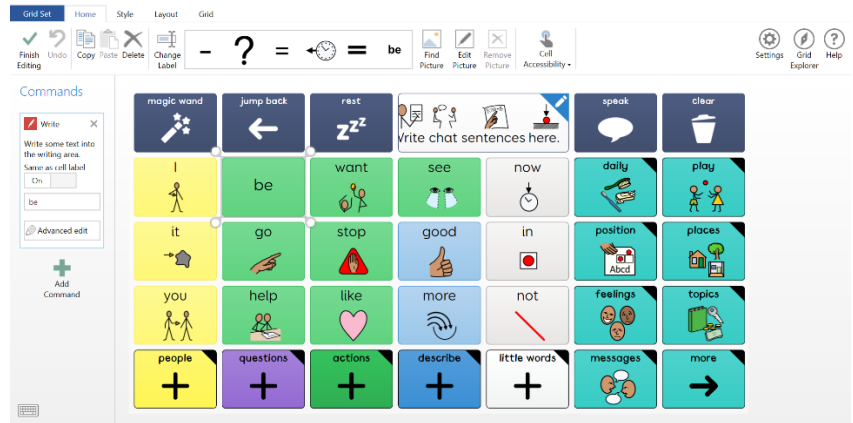 Grid Set Home Style Layout Grid
Finish Editing Undo Copy Paste Delete Change Label - ? = = be Find Picture Edit Picture Remove Picture Cell Accessibility Settings Grid Explorer Help
Commands
Write
Write some text into
the writing area.
Same as cell label
On
be
Advanced edit
Add
Command
magic wand jump back rest speak clear
zzz
Write chat sentences here.
I be want see now daily play
it go stop good in position places
Abcd
you help like more not feelings topics
people questions actions describe little words messages more